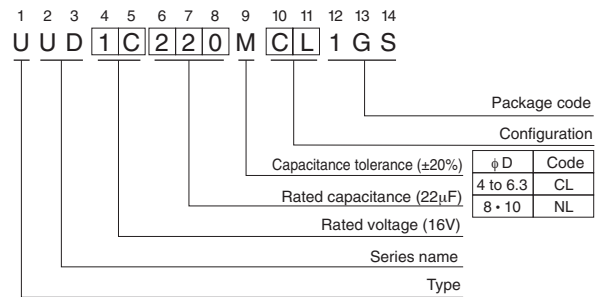 1 2 3 4 5 6 7 8 9 10 11 12 13 14
U U D 1 C 2 2 0 M C L 1 G S
Package code
Configuration
Capacitance tolerance (±20%)
φ D Code
4 to 6.3 CL
8 • 10 NL
Rated capacitance (22μF)
Rated voltage (16V)
Series name
Type